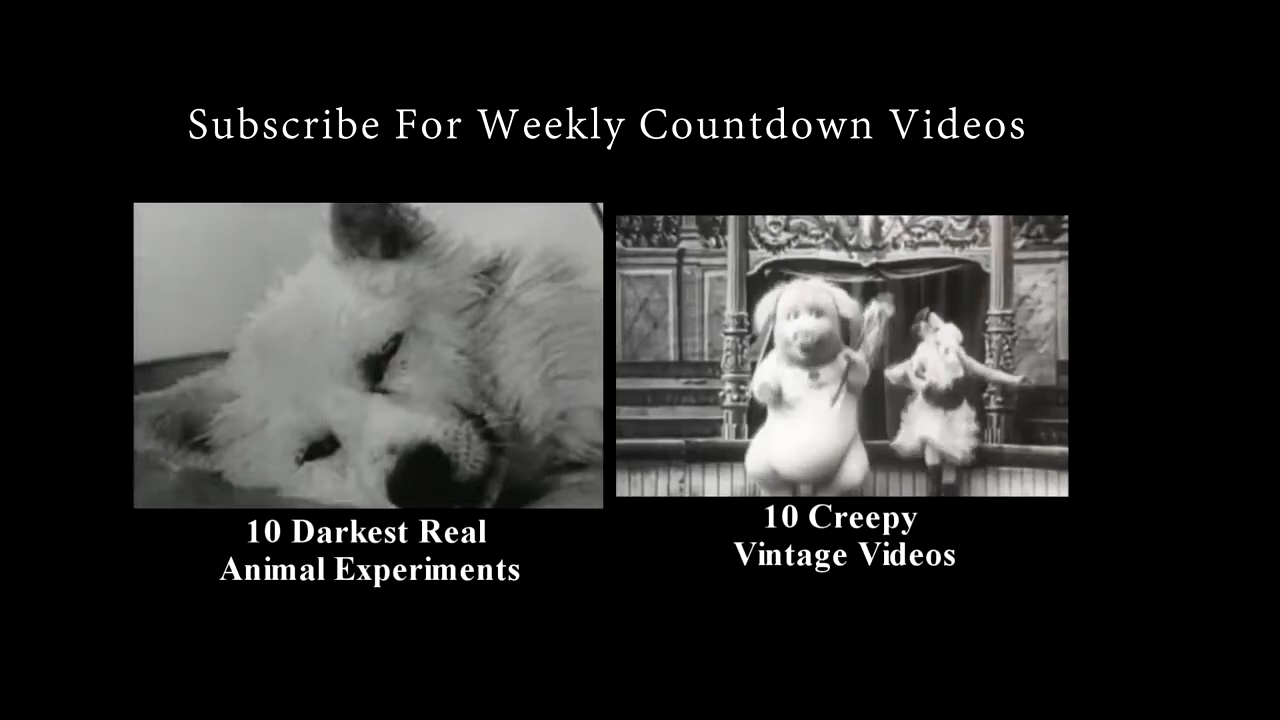 Subscribe For Weekly Countdown Videos
10 Darkest Real
Animal Experiments
10 Creepy
Vintage Videos